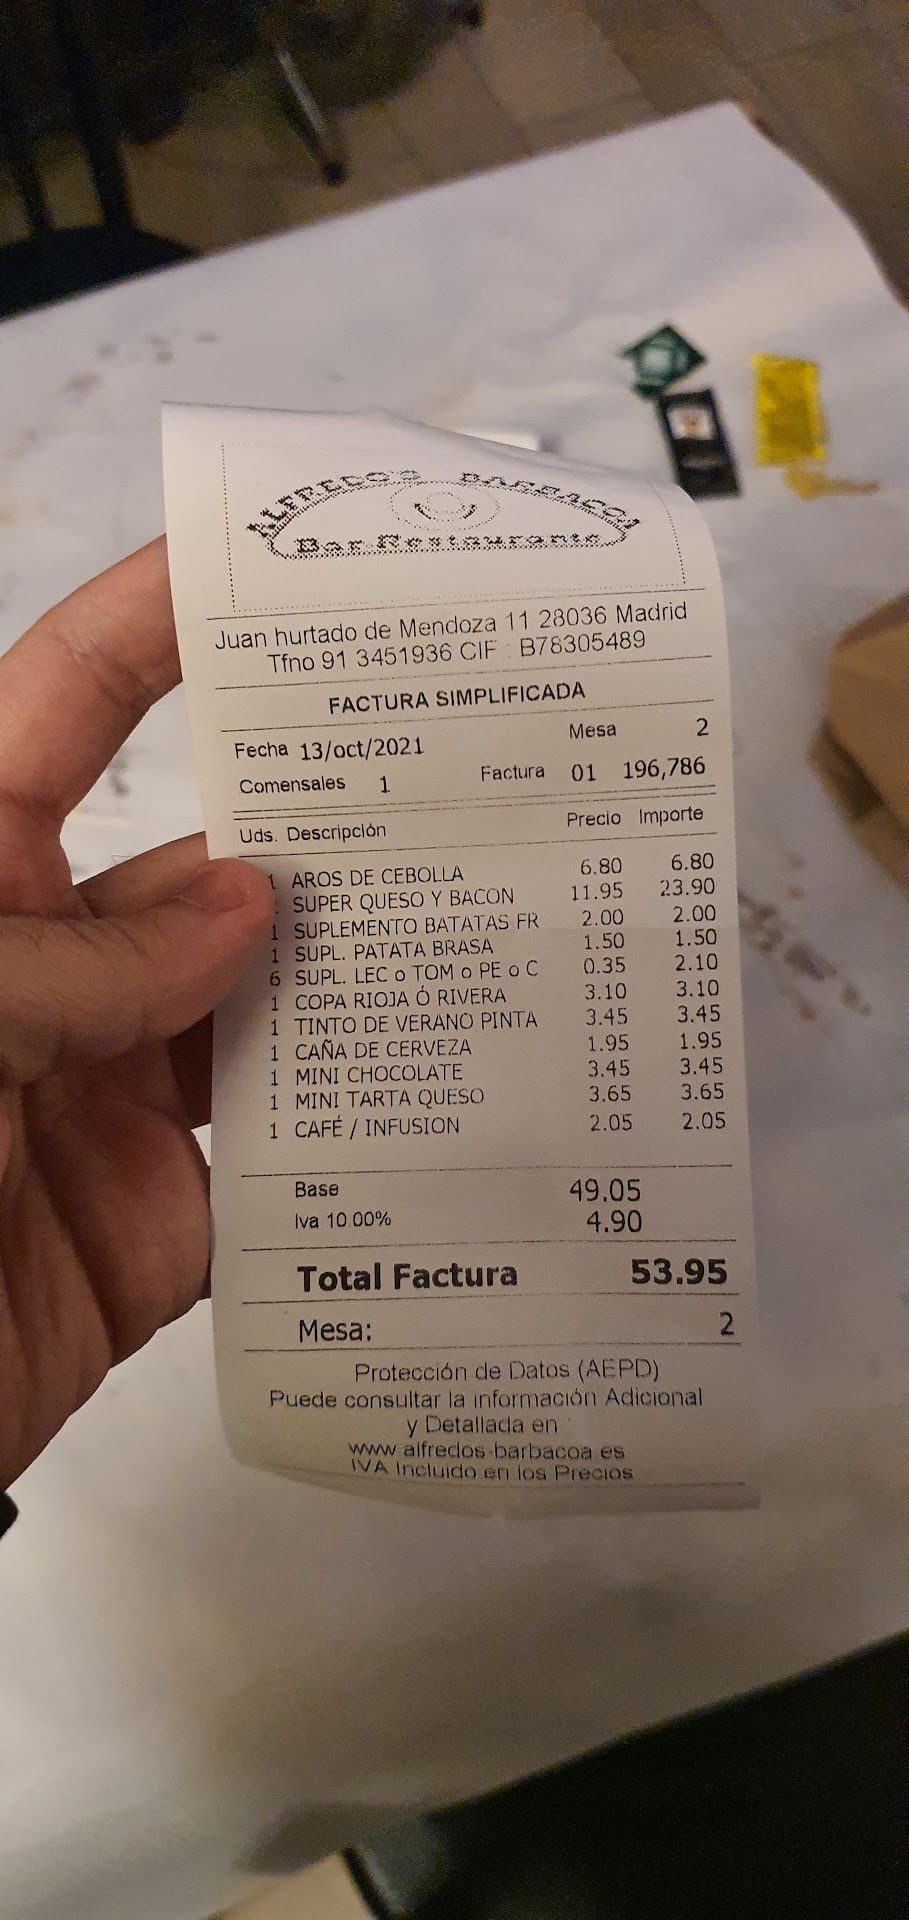 ALFREDO'S BARBACOA
Bar Restaurante
Juan hurtado de Mendoza 11 28036 Madrid
Tfno 91 3451936 CIF : B78305489
FACTURA SIMPLIFICADA
Fecha 13/oct/2021 Mesa 2
Comensales 1 Factura 01 196,786
Uds. Descripción Precio Importe
1 AROS DE CEBOLLA 6.80 6.80
SUPER QUESO Y BACON 11.95 23.90
1 SUPLEMENTO BATATAS FR 2.00 2.00
1 SUPL. PATATA BRASA 1.50 1.50
6 SUPL. LEC o TOM o PE o C 0.35 2.10
1 COPA RIOJA Ó RIVERA 3.10 3.10
1 TINTO DE VERANO PINTA 3.45 3.45
1 CAÑA DE CERVEZA 1.95 1.95
1 MINI CHOCOLATE 3.45 3.45
1 MINI TARTA QUESO 3.65 3.65
1 CAFÉ / INFUSION 2.05 2.05
Base 49.05
Iva 10.00% 4.90
Total Factura 53.95
Mesa: 2
Protección de Datos (AEPD)
Puede consultar la información Adicional
y Detallada en
www.alfredos-barbacoa.es
IVA Incluido en los Precios